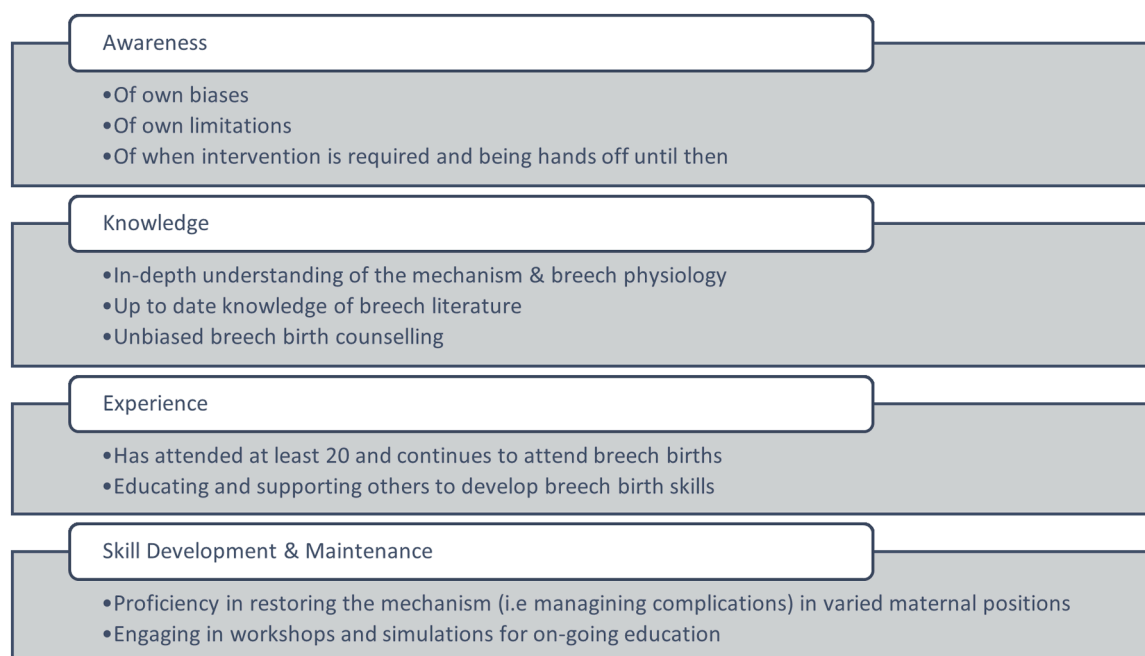 Awareness
•Of own biases
•Of own limitations
•Of when intervention is required and being hands off until then
Knowledge
•In-depth understanding of the mechanism & breech physiology
•Up to date knowledge of breech literature
•Unbiased breech birth counselling
Experience
•Has attended at least 20 and continues to attend breech births
•Educating and supporting others to develop breech birth skills
Skill Development & Maintenance
•Proficiency in restoring the mechanism (i.e managining complications) in varied maternal positions
•Engaging in workshops and simulations for on-going education